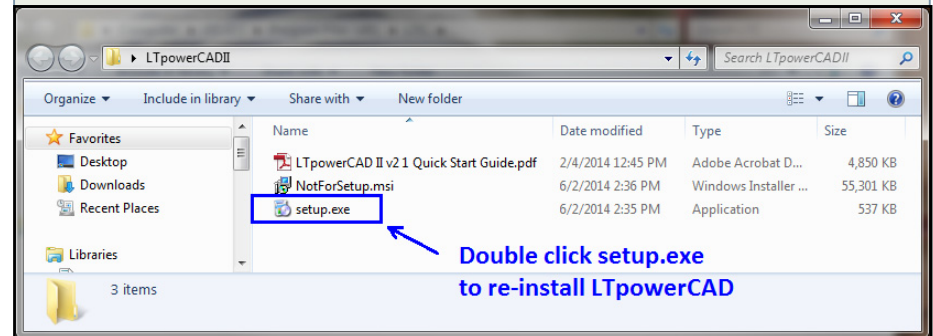 LTpowerCADII
Search LTpowerCADII
Organize
Include in library
Share with
New folder
Favorites
Desktop
Downloads
Recent Places
Libraries
Name
Date modified
Type
Size
LTpowerCAD II v2 1 Quick Start Guide.pdf
2/4/2014 12:45 PM
Adobe Acrobat D...
4,850 KB
NotForSetup.msi
6/2/2014 2:36 PM
Windows Installer ...
55,301 KB
setup.exe
6/2/2014 2:35 PM
Application
537 KB
Double click setup.exe
to re-install LTpowerCAD
3 items